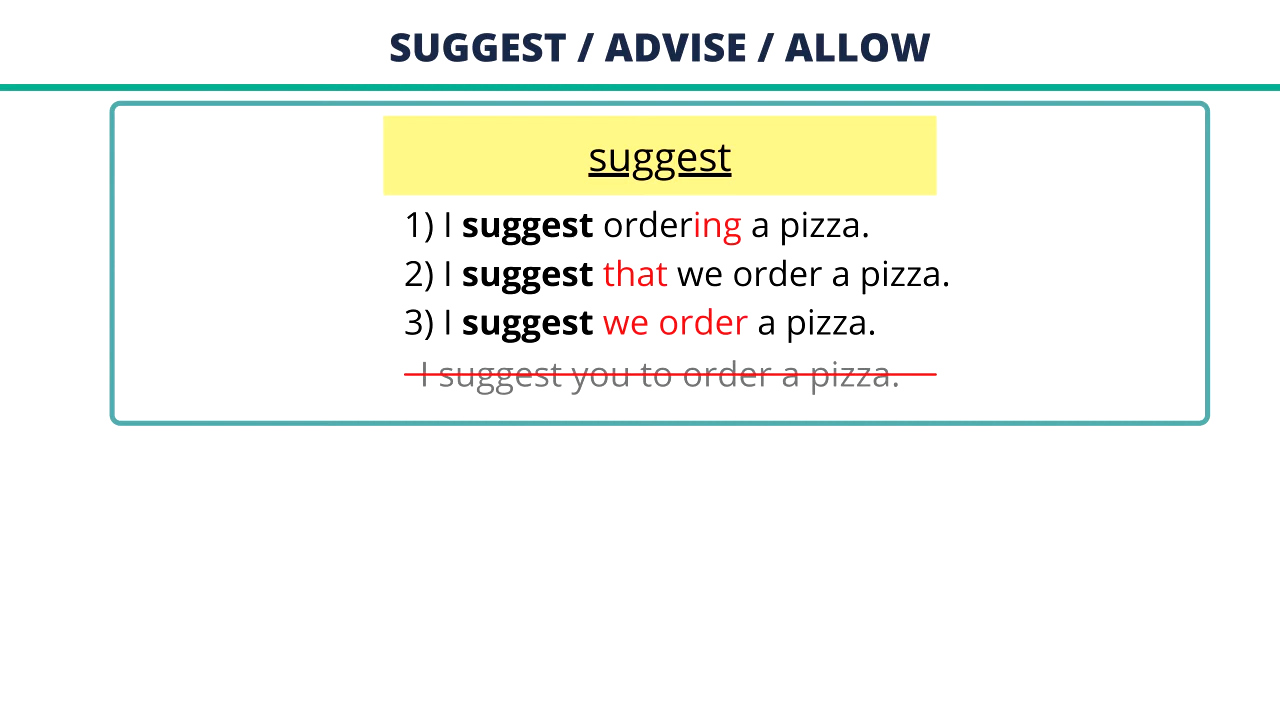 SUGGEST / ADVISE / ALLOW
suggest
1) I suggest ordering a pizza.
2) I suggest that we order a pizza.
3) I suggest we order a pizza.
I suggest you to order a pizza.